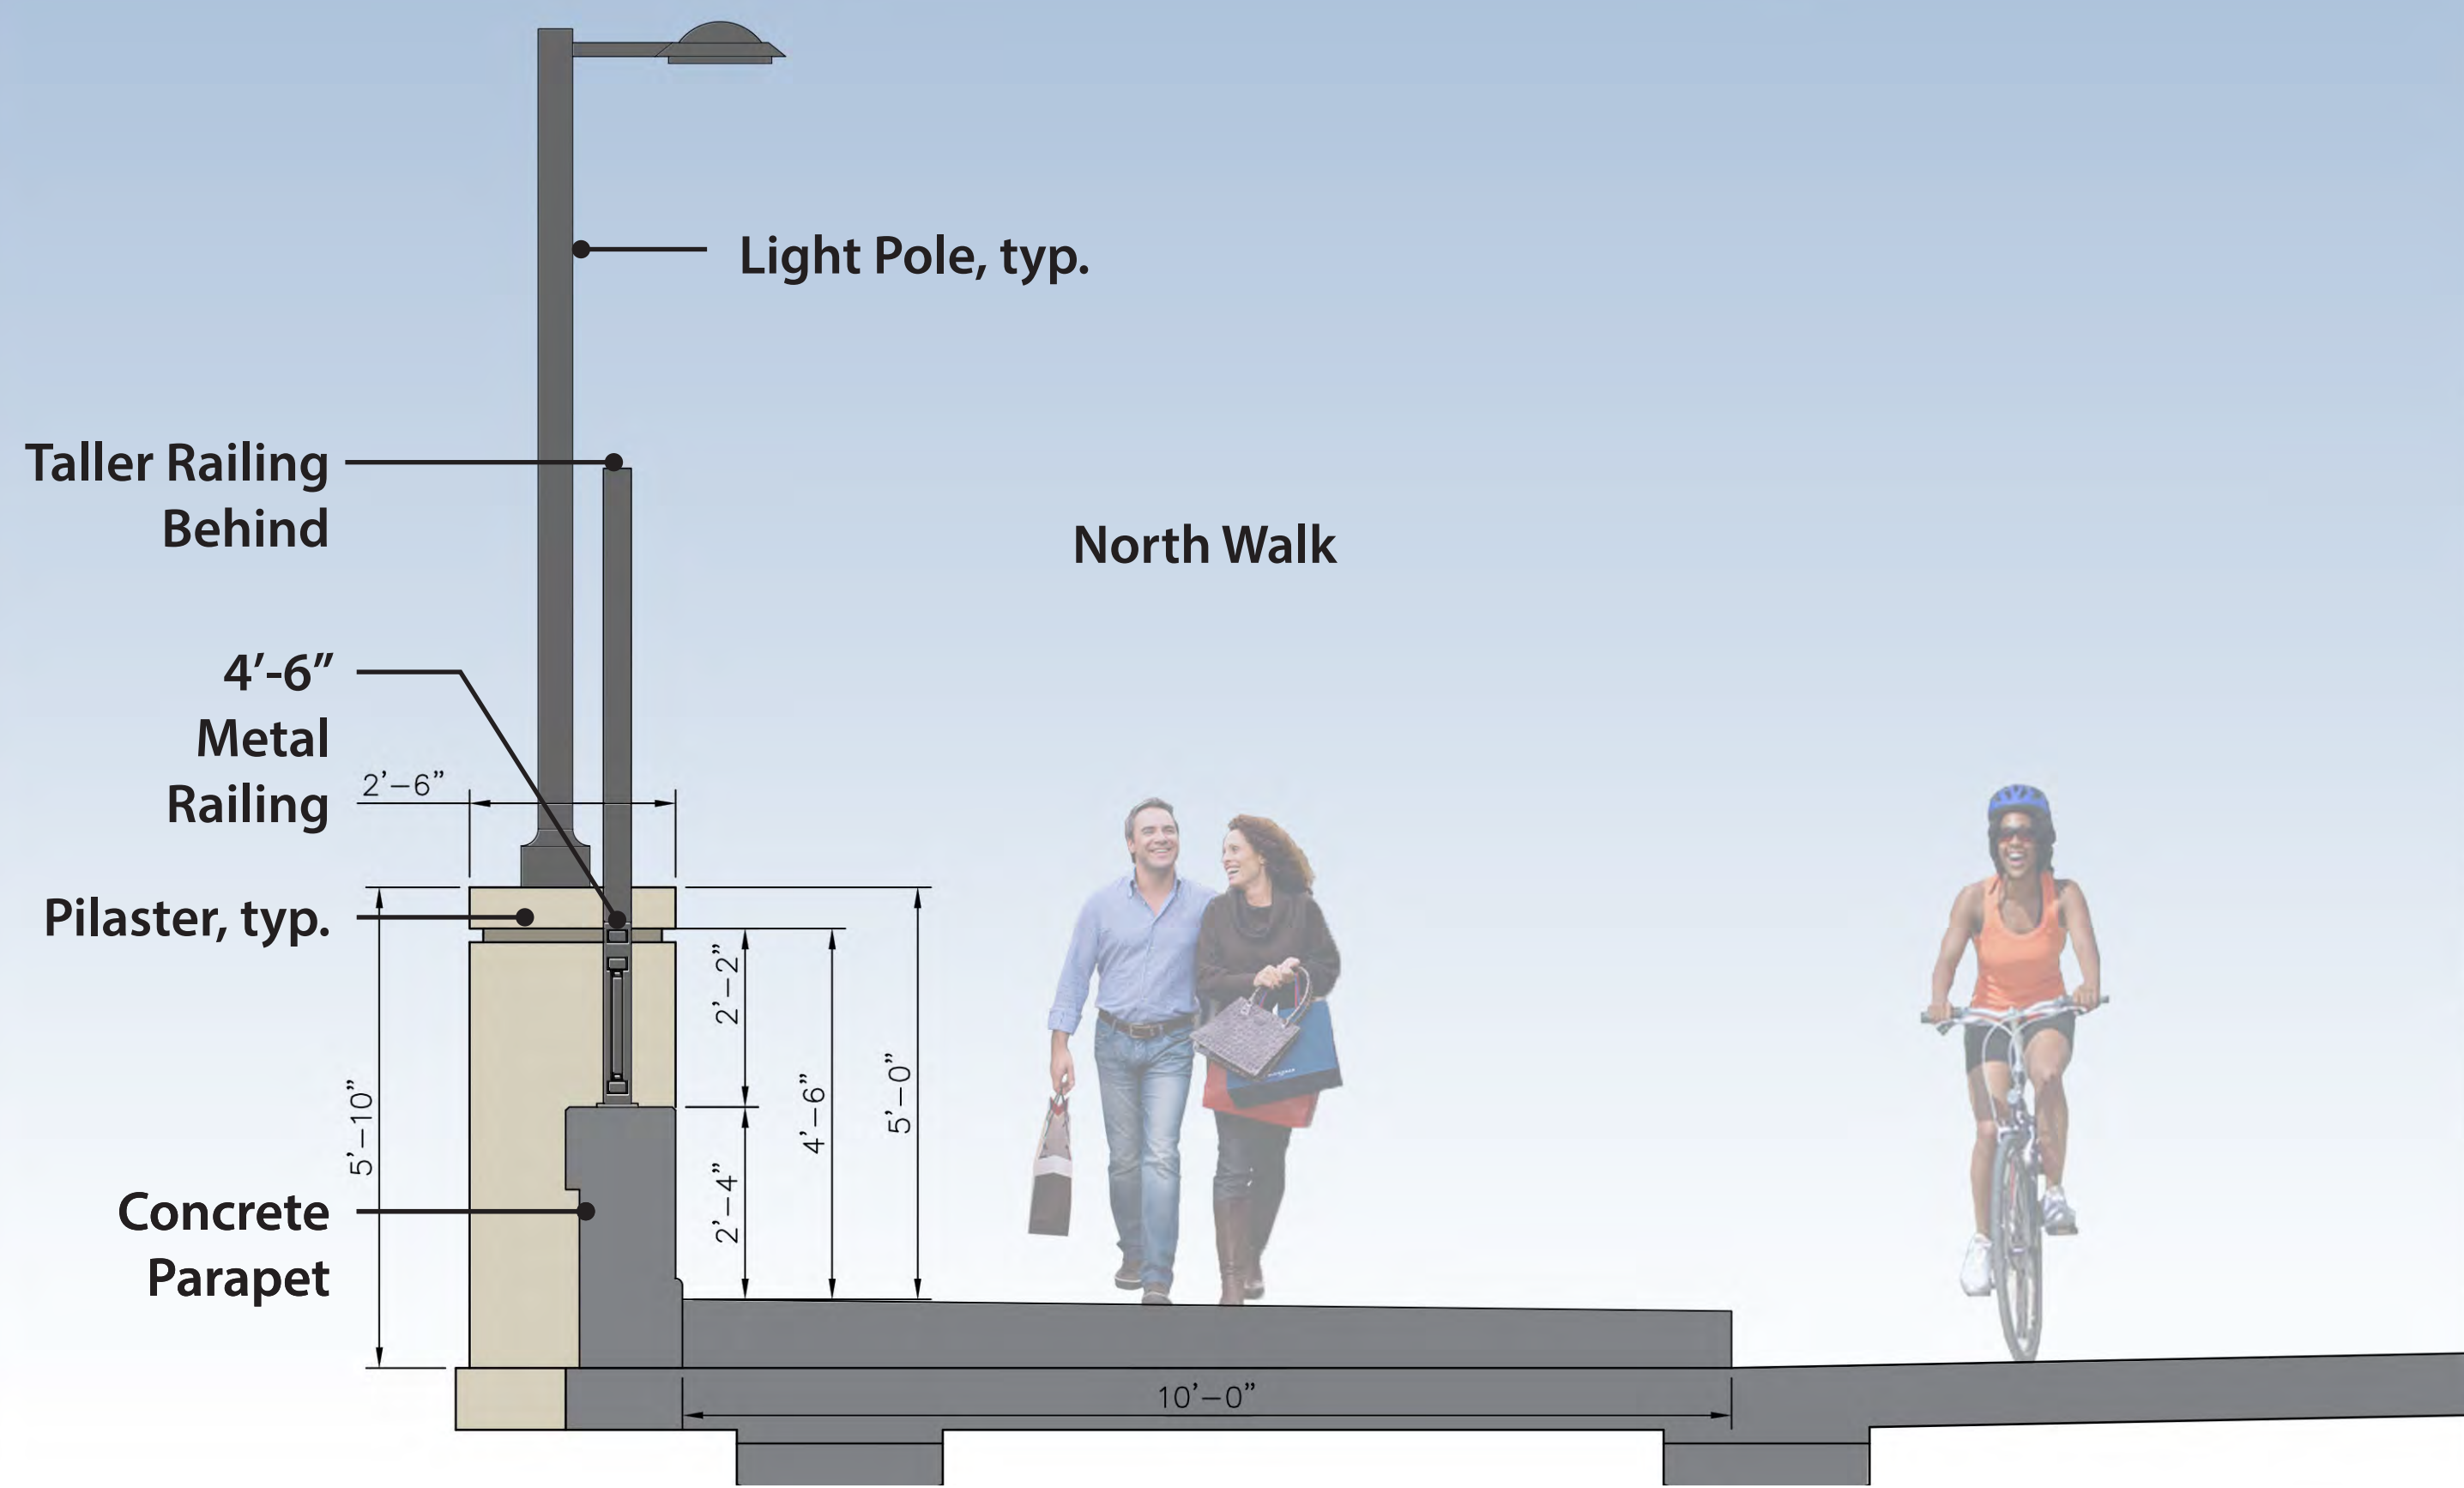 Light Pole, typ.
Taller Railing
Behind
North Walk
4’-6”
Metal
Railing
2’–6”
Pilaster, typ.
2’–2”
4’–6”
5’–0”
5’–10”
2’–4”
Concrete
Parapet
10’–0”